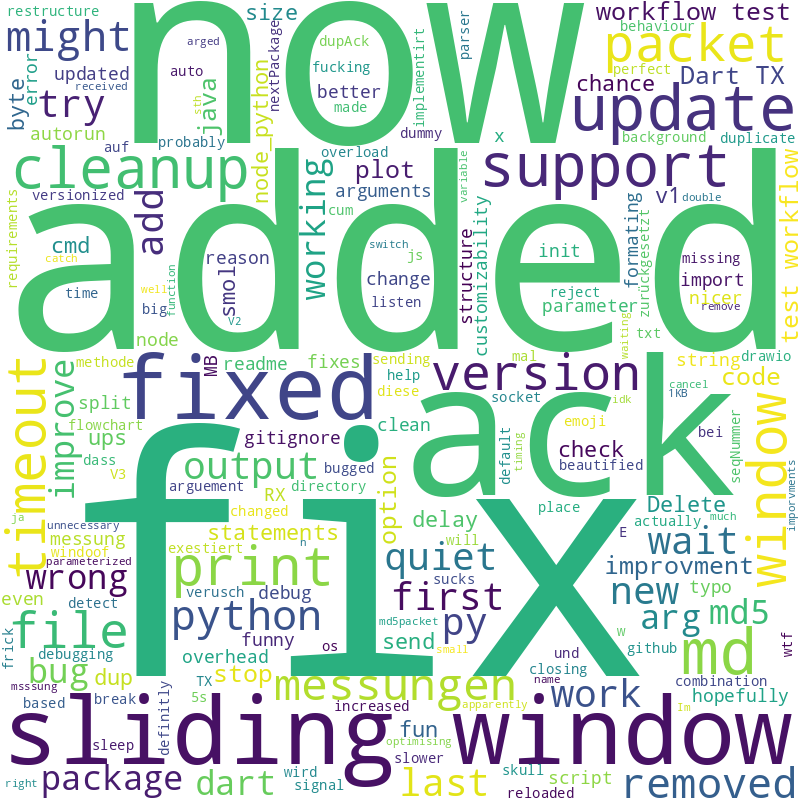 restructure
size
now
workflow test
behaviour
might
arged
dupAck
nextPackage
parser
packet
error
updated
received
auto
fucking
implementirt
perfect
Dart TX
byte
try
sth
java
better
made
chance
update
autorun
auf
probably
node_python
dummy
x
background
duplicate
cleanup
overload
plot
support
versionized
add
working
cum
arguments
variable
v1
double
requirements
added
cmd
reason
switch
js
structure
customizability
init
formating
zurückgesetzt
missing
test workflow
catch
time
well
function
smol
change
listen
reject
import
nicer
big
V2
parameter
remove
node
waiting
txt
timeout
methode
MB
readme
fixes
sending
version
mal
string
drawio
improve
fixed
help
diese
socket
ack
idk
cancel
1KB
code
window
split
flowchart
clean
emoji
ups
gitignore
default
timing
check
bei
seqNummer
dass
V3
output
bugged
option
beautified
imporvments
arguement
directory
fix
RX
changed
place
Delete
ja
unnecessary
messung
statements
delay
E
actually
much
windoof
exestiert
n
will
wait
parameterized
print
quiet
improvment
wrong
detect
verusch
debug
sucks
first
new
typo
even
file
python
md5packet
py
arg
md5
frick
debugging
funny
os
send
small
W
md
wtf
bug
dup
overhead
stop
und
github
closing
combination
TX
5s
messungen
name
work
hopefully
msssung
based
break
definitly
increased
apparently
Im
sliding window
sleep
fun
optimising
slower
right
package
dart
wird
signal
last
skull
script
reloaded
removed